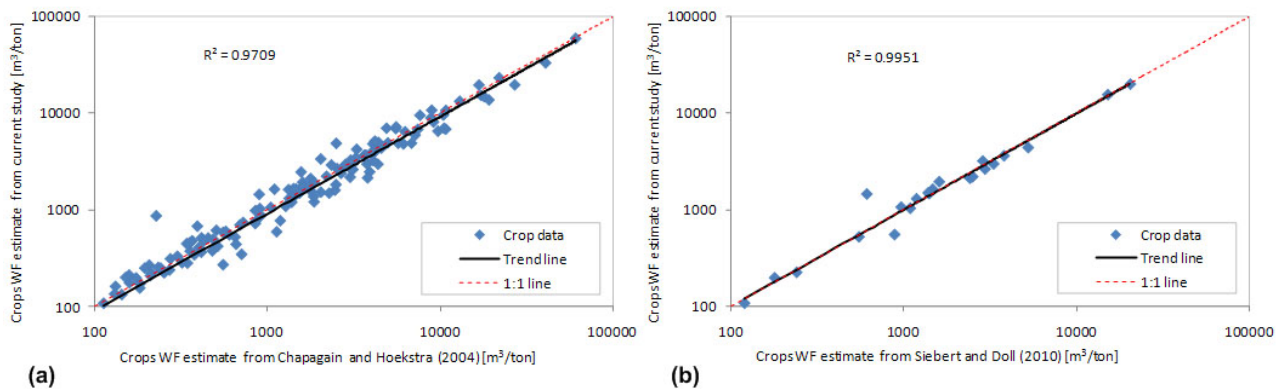 Crops WF estimate from current study [m³/ton]
100000
10000
1000
100
R² = 0.9709
Crop data
Trend line
1:1 line
100 1000 10000 100000
Crops WF estimate from Chapagain and Hoekstra (2004) [m³/ton]
(a)
Crops WF estimate from current study [m³/ton]
100000
10000
1000
100
R² = 0.9951
Crop data
Trend line
1:1 line
100 1000 10000 100000
Crops WF estimate from Siebert and Doll (2010) [m³/ton]
(b)